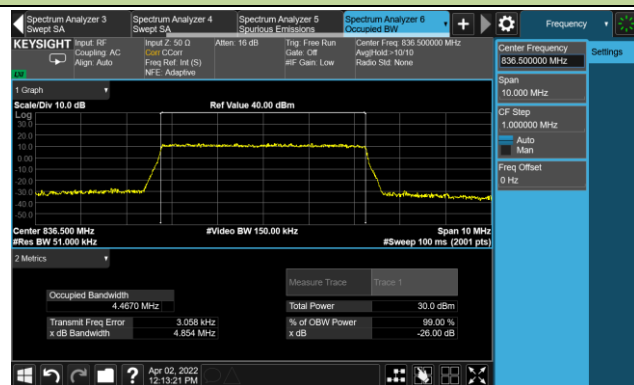 Spectrum Analyzer 3
Swept SA
Spectrum Analyzer 4
Swept SA
Spectrum Analyzer 5
Spurious Emissions
Spectrum Analyzer 6
Occupied BW
Frequency
KEYSIGHT
Input: RF
Coupling: AC
Align: Auto
Input Z: 50 Ω
Corr CCorr
Freq Ref: Int (S)
NFE: Adaptive
Atten: 16 dB
Trig: Free Run
Gate: Off
#IF Gain: Low
Center Freq: 836.500000 MHz
Avg|Hold:>10/10
Radio Std: None
Center Frequency
836.500000 MHz
Settings
Span
10.000 MHz
CF Step
1.000000 MHz
Auto
Man
Freq Offset
0 Hz
1 Graph
Scale/Div 10.0 dB
Ref Value 40.00 dBm
Log
30.0
20.0
10.0
0.00
-10.0
-20.0
-30.0
-40.0
-50.0
Center 836.500 MHz
#Video BW 150.00 kHz
Span 10 MHz
#Res BW 51.000 kHz
#Sweep 100 ms (2001 pts)
2 Metrics
Measure Trace
Trace 1
Occupied Bandwidth
4.4670 MHz
Total Power
30.0 dBm
Transmit Freq Error
3.058 kHz
% of OBW Power
99.00 %
x dB Bandwidth
4.854 MHz
x dB
-26.00 dB
?
Apr 02, 2022
12:13:21 PM